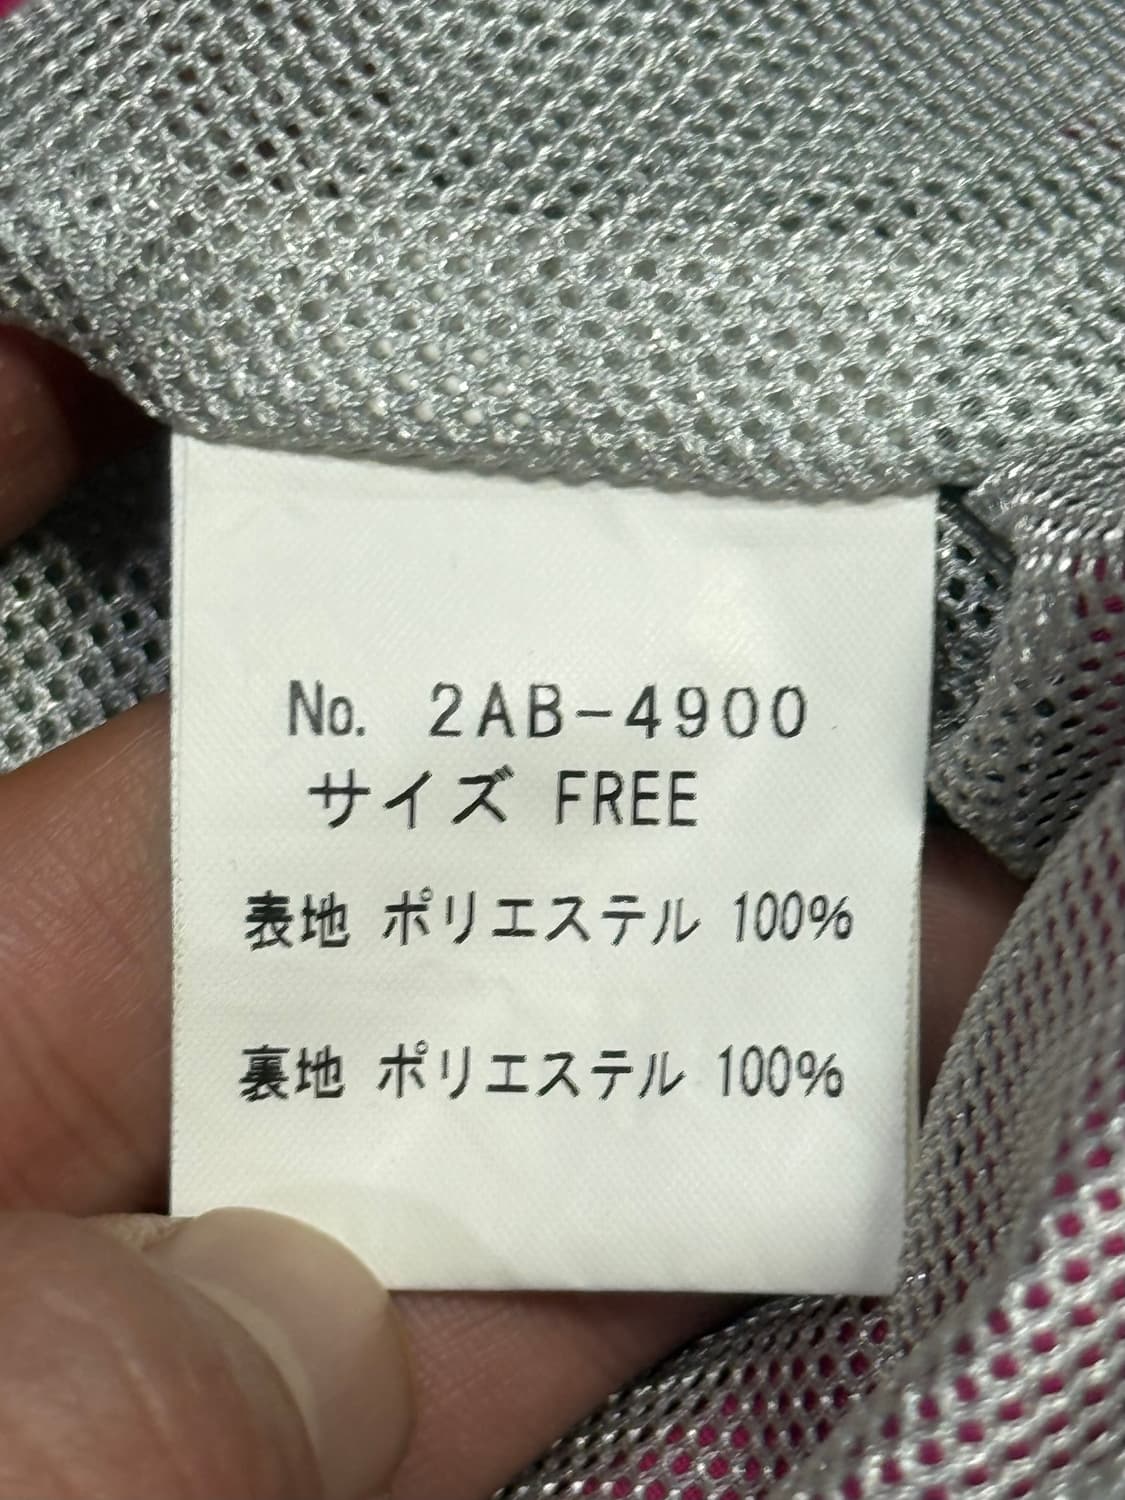 No. 2AB-4900
サイズ FREE
表地 ポリエステル 100%
裏地 ポリエステル 100%